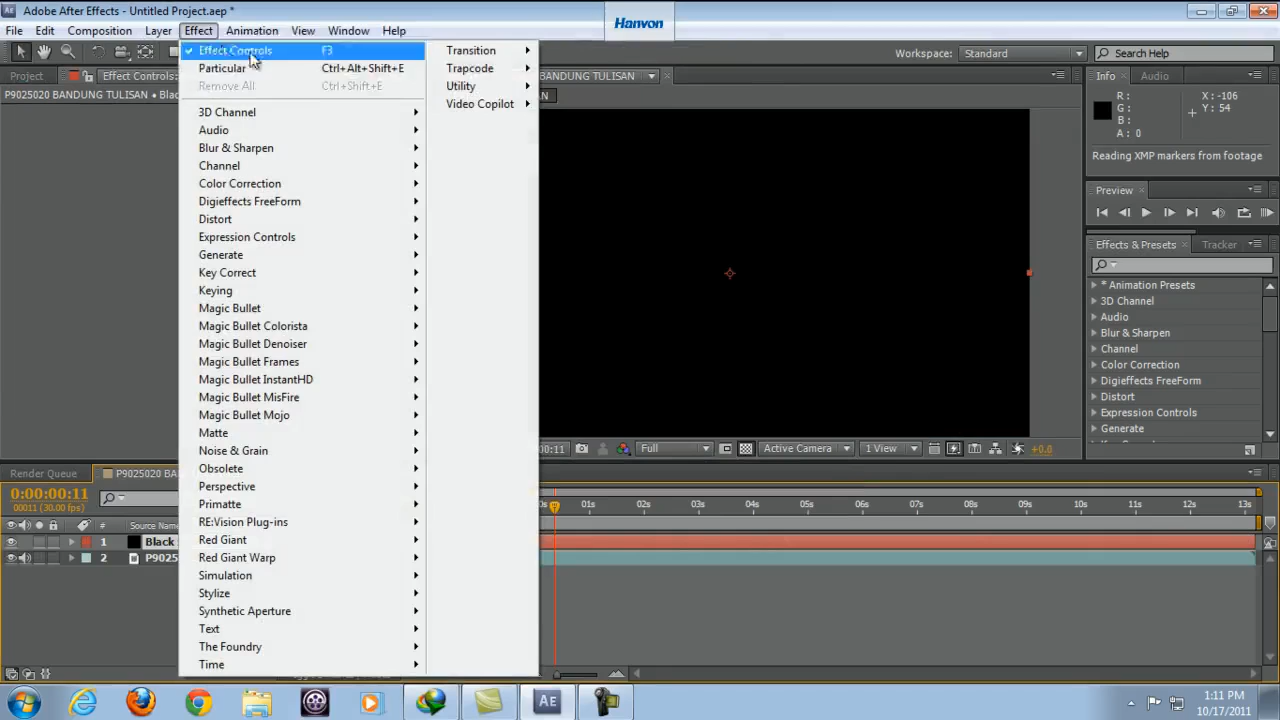 Adobe After Effects - Untitled Project.aep *
Hanvon
File Edit Composition Layer Effect Animation View Window Help
Workspace: Standard
Search Help
Project
Effect Controls:
BANDUNG TULISAN
Info Audio
P9025020 BANDUNG TULISAN •
R :
G :
B :
A : 0
X : -106
Y : 54
Reading XMP markers from footage
Preview
Effects & Presets Tracker
* Animation Presets
3D Channel
Audio
Blur & Sharpen
Channel
Color Correction
Digieffects FreeForm
Distort
Expression Controls
Generate
Effect Controls F3
Particular Ctrl+Alt+Shift+E
Remove All Ctrl+Shift+E
3D Channel
Audio
Blur & Sharpen
Channel
Color Correction
Digieffects FreeForm
Distort
Expression Controls
Generate
Key Correct
Keying
Magic Bullet
Magic Bullet Colorista
Magic Bullet Denoiser
Magic Bullet Frames
Magic Bullet InstantHD
Magic Bullet MisFire
Magic Bullet Mojo
Matte
Noise & Grain
Obsolete
Perspective
Primatte
RE:Vision Plug-ins
Red Giant
Red Giant Warp
Simulation
Stylize
Synthetic Aperture
Text
The Foundry
Time
Transition
Trapcode
Utility
Video Copilot
Full
Active Camera
1 View
+0.0
Render Queue
P9025020
0:00:00:11
00011 (30.00 fps)
# Source
1 Black
2 P9025
01s 02s 03s 04s 05s 06s 07s 08s 09s 10s 11s 12s 13s
1:11 PM
10/17/2011